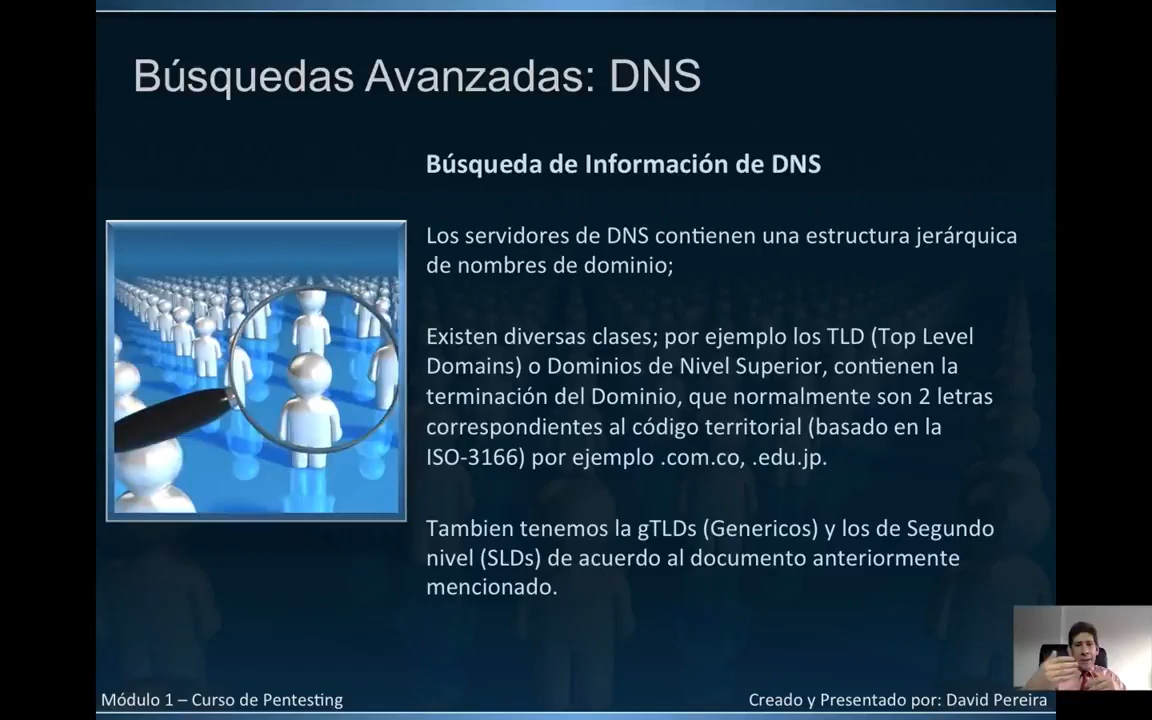 Búsquedas Avanzadas: DNS
Búsqueda de Información de DNS
Los servidores de DNS contienen una estructura jerárquica
de nombres de dominio;
Existen diversas clases; por ejemplo los TLD (Top Level
Domains) o Dominios de Nivel Superior, contienen la
terminación del Dominio, que normalmente son 2 letras
correspondientes al código territorial (basado en la
ISO-3166) por ejemplo .com.co, .edu.jp.
Tambien tenemos la gTLDs (Genericos) y los de Segundo
nivel (SLDs) de acuerdo al documento anteriormente
mencionado.
Módulo 1 – Curso de Pentesting
Creado y Presentado por: David Pereira